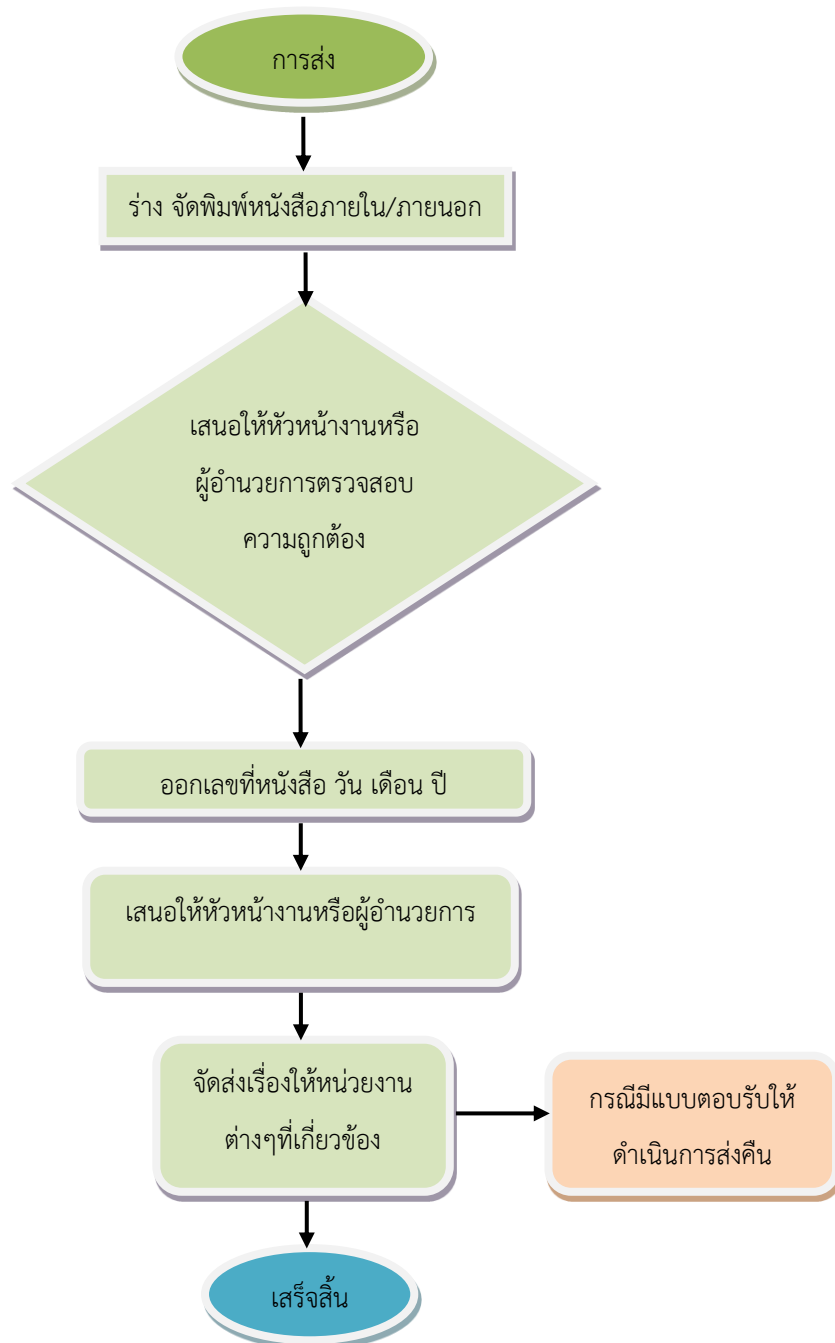 การส่ง
ร่าง จัดพิมพ์หนังสือภายใน/ภายนอก
เสนอให้หัวหน้างานหรือ
ผู้อำนวยการตรวจสอบ
ความถูกต้อง
ออกเลขที่หนังสือ วัน เดือน ปี
เสนอให้หัวหน้างานหรือผู้อำนวยการ
จัดส่งเรื่องให้หน่วยงาน
ต่างๆที่เกี่ยวข้อง
กรณีมีแบบตอบรับให้
ดำเนินการส่งคืน
เสร็จสิ้น